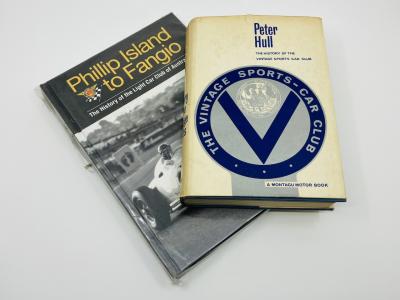 Phillip Island
to Fangio
The History of the Light Car Club of Austra
Peter
Hull
THE HISTORY OF THE
VINTAGE SPORTS CAR CLUB
THE VINTAGE SPORTS-CAR CLUB
V
A MONTAGU MOTOR BOOK